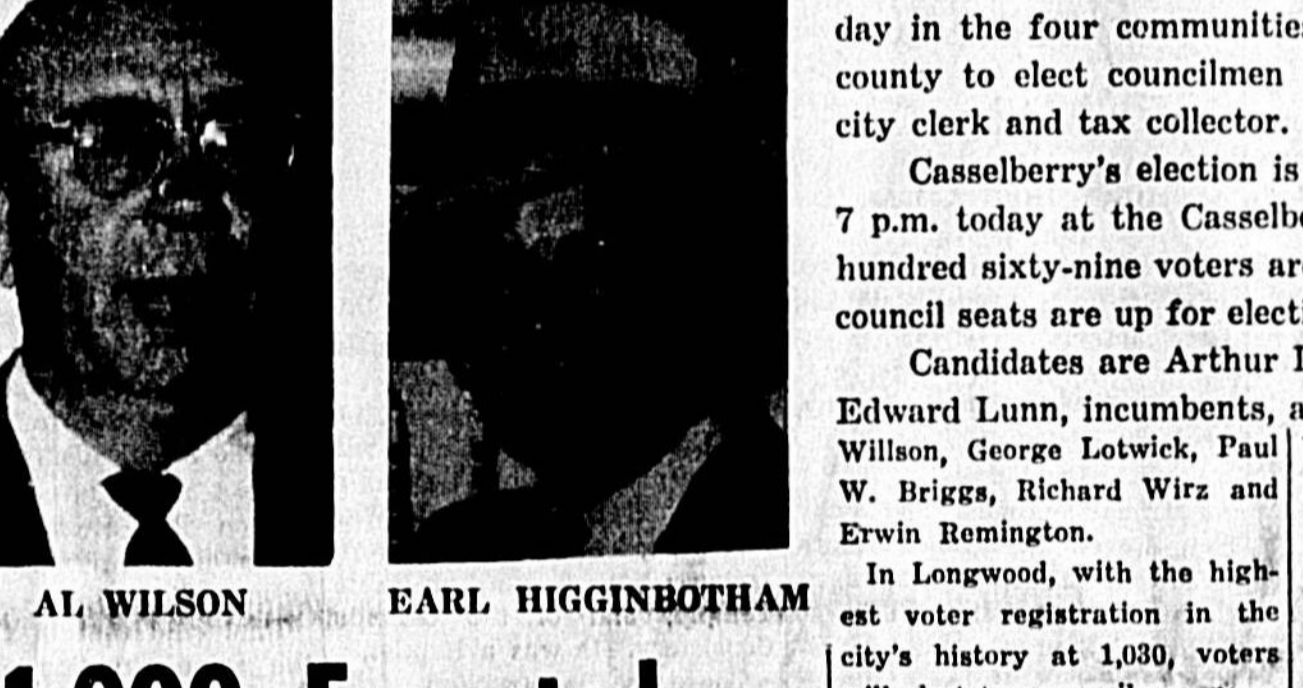 AL WILSON
EARL HIGGINBOTHAM
day in the four communities
county to elect councilmen
city clerk and tax collector.
Casselberry's election is
7 p.m. today at the
hundred sixty-nine voters
council seats are up for
Candidates are Arthur
Edward Lunn, incumbents,
Willson, George Lotwick, Paul
W. Briggs, Richard Wirz and
Erwin Remington.
In Longwood, with the high-
est voter registration in the
city's history at 1,030, voters